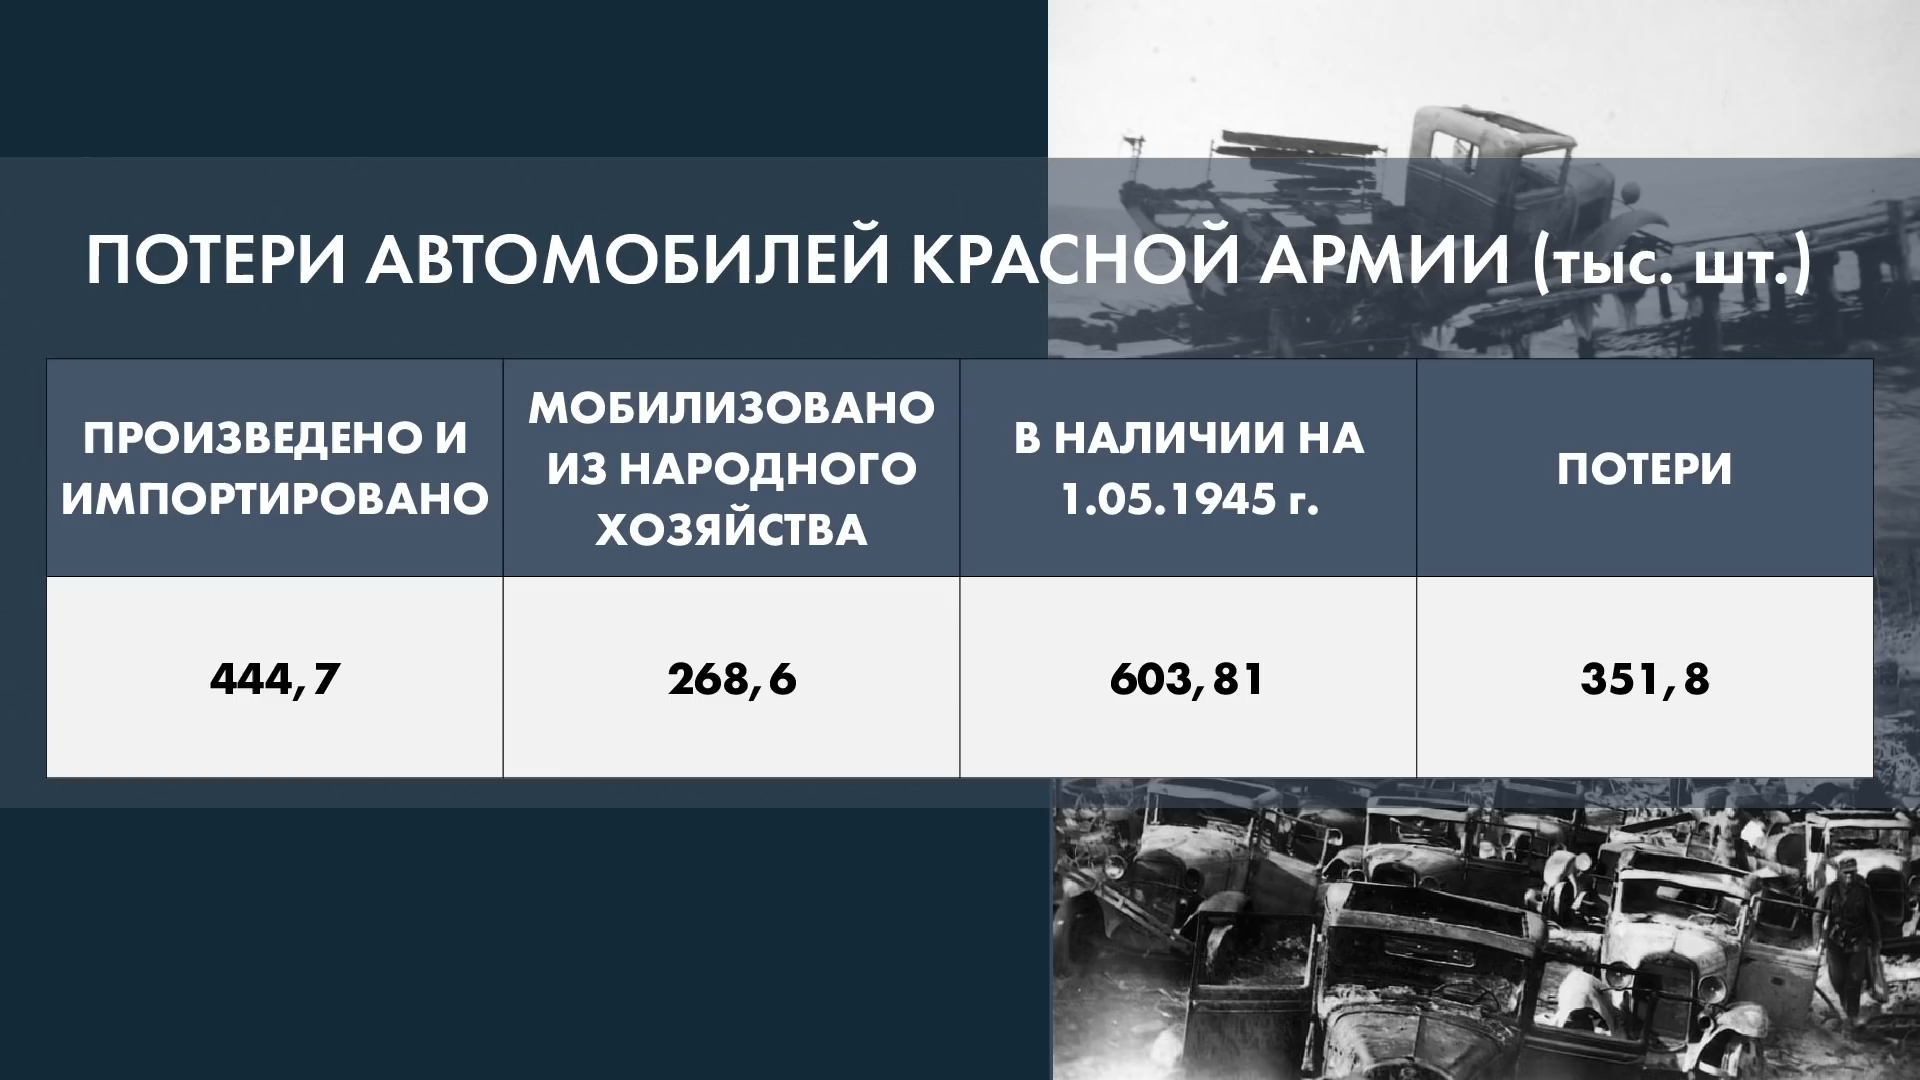 ПОТЕРИ АВТОМОБИЛЕЙ КРАСНОЙ АРМИИ (тыс. шт.)
ПРОИЗВЕДЕНО И
ИМПОРТИРОВАНО
МОБИЛИЗОВАНО
ИЗ НАРОДНОГО
ХОЗЯЙСТВА
В НАЛИЧИИ НА
1.05.1945 г.
ПОТЕРИ
444,7
268,6
603,81
351,8